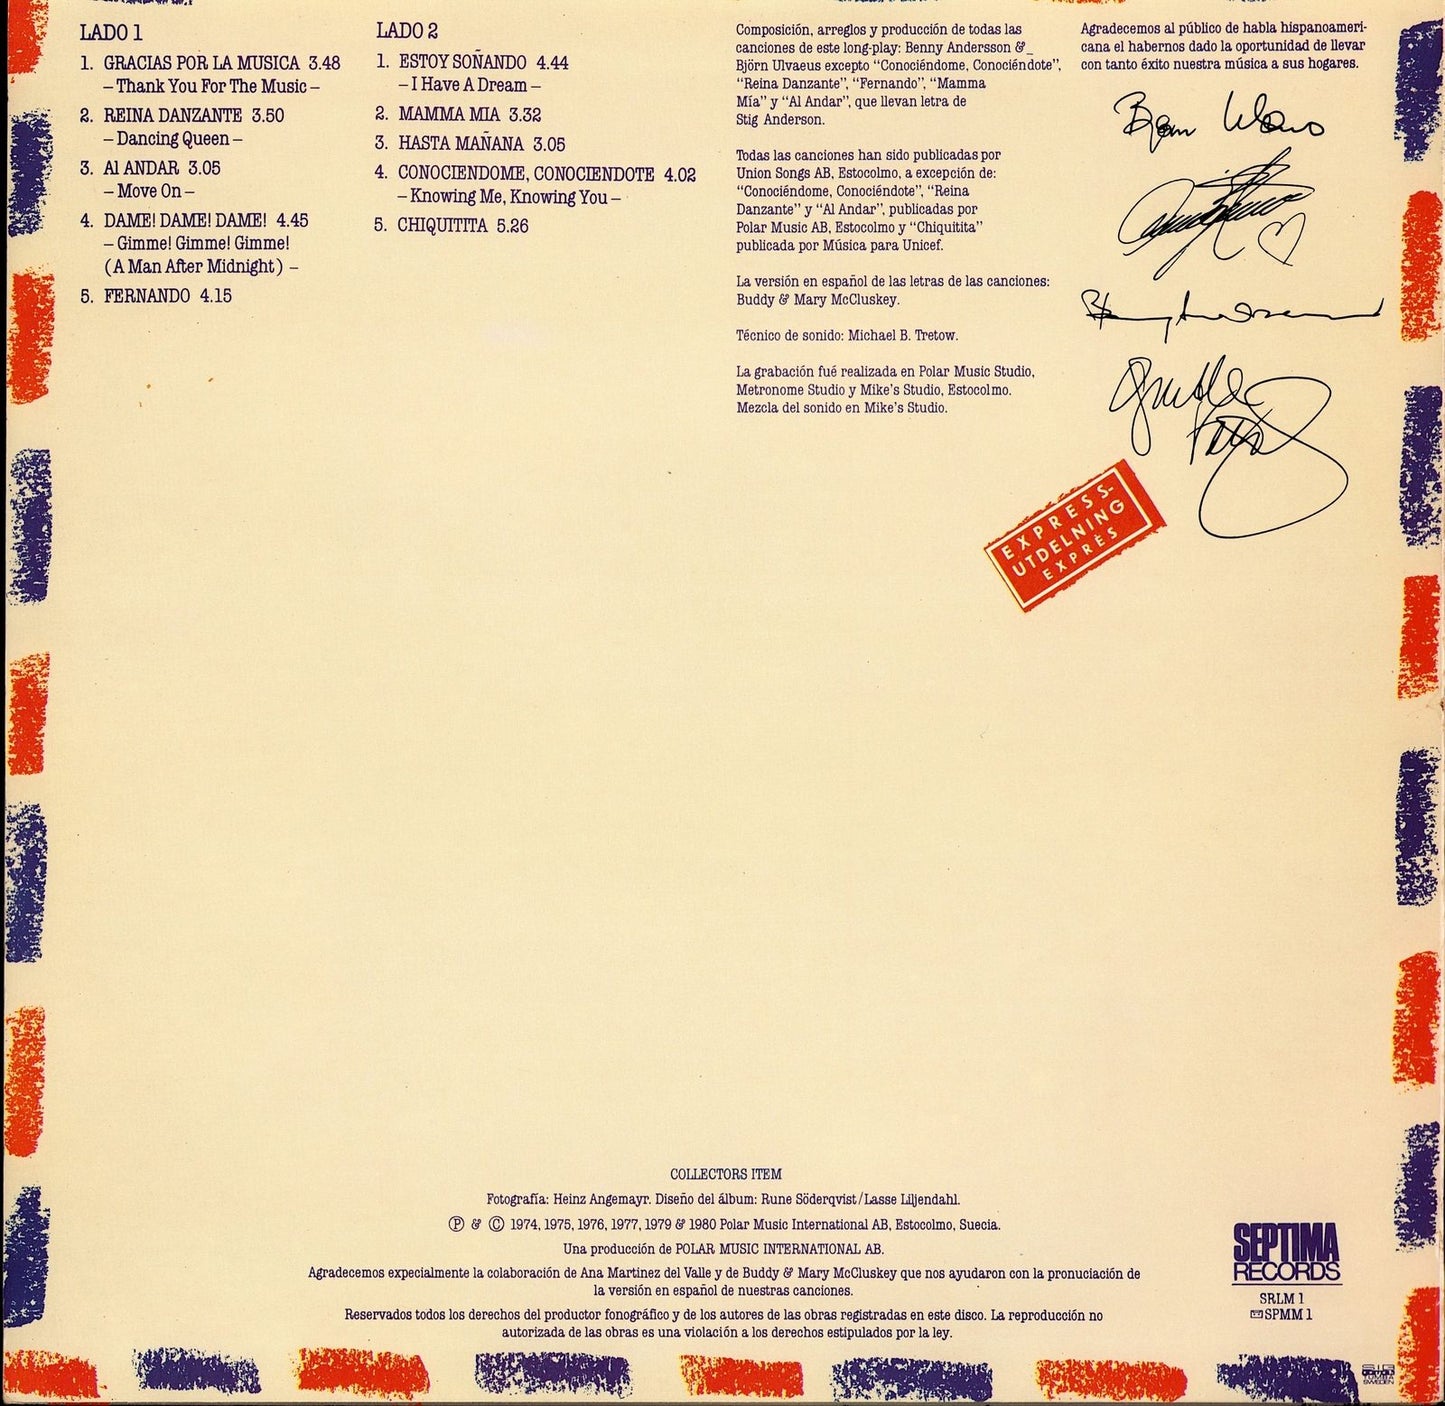 LADO 1
1. GRACIAS POR LA MUSICA 3.48
– Thank You For The Music –
2. REINA DANZANTE 3.50
– Dancing Queen –
3. Al ANDAR 3.05
– Move On –
4. DAME! DAME! DAME! 4.45
– Gimme! Gimme! Gimme!
(A Man After Midnight) –
5. FERNANDO 4.15
LADO 2
1. ESTOY SOÑANDO 4.44
– I Have A Dream –
2. MAMMA MIA 3.32
3. HASTA MAÑANA 3.05
4. CONOCIENDOME, CONOCIENDOTE 4.02
– Knowing Me, Knowing You –
5. CHIQUITITA 5.26
Composición, arreglos y producción de todas las
canciones de este long-play: Benny Andersson &
Björn Ulvaeus excepto “Conociéndome, Conociéndote”,
“Reina Danzante”, “Fernando”, “Mamma
Mía” y “Al Andar”, que llevan letra de
Stig Anderson.
Todas las canciones han sido publicadas por
Union Songs AB, Estocolmo, a excepción de:
“Conociéndome, Conociéndote”, “Reina
Danzante” y “Al Andar”, publicadas por
Polar Music AB, Estocolmo y “Chiquitita”
publicada por Música para Unicef.
La versión en español de las letras de las canciones:
Buddy & Mary McCluskey.
Técnico de sonido: Michael B. Tretow.
La grabación fué realizada en Polar Music Studio,
Metronome Studio y Mike’s Studio, Estocolmo.
Mezcla del sonido en Mike’s Studio.
Agradecemos al público de habla hispanoameri-
cana el habernos dado la oportunidad de llevar
con tanto éxito nuestra música a sus hogares.
EXPRESS-
UTDELNING
EXPRÈS
COLLECTORS ITEM
Fotografía: Heinz Angemayr. Diseño del álbum: Rune Söderqvist/Lasse Liljendahl.
Ⓟ & Ⓒ 1974, 1975, 1976, 1977, 1979 & 1980 Polar Music International AB, Estocolmo, Suecia.
Una producción de POLAR MUSIC INTERNATIONAL AB.
Agradecemos expecialmente la colaboración de Ana Martinez del Valle y de Buddy & Mary McCluskey que nos ayudaron con la pronuciación de
la versión en español de nuestras canciones.
Reservados todos los derechos del productor fonográfico y de los autores de las obras registradas en este disco. La reproducción no
autorizada de las obras es una violación a los derechos estipulados por la ley.
SEPTIMA
RECORDS
SRLM 1
SPMM 1